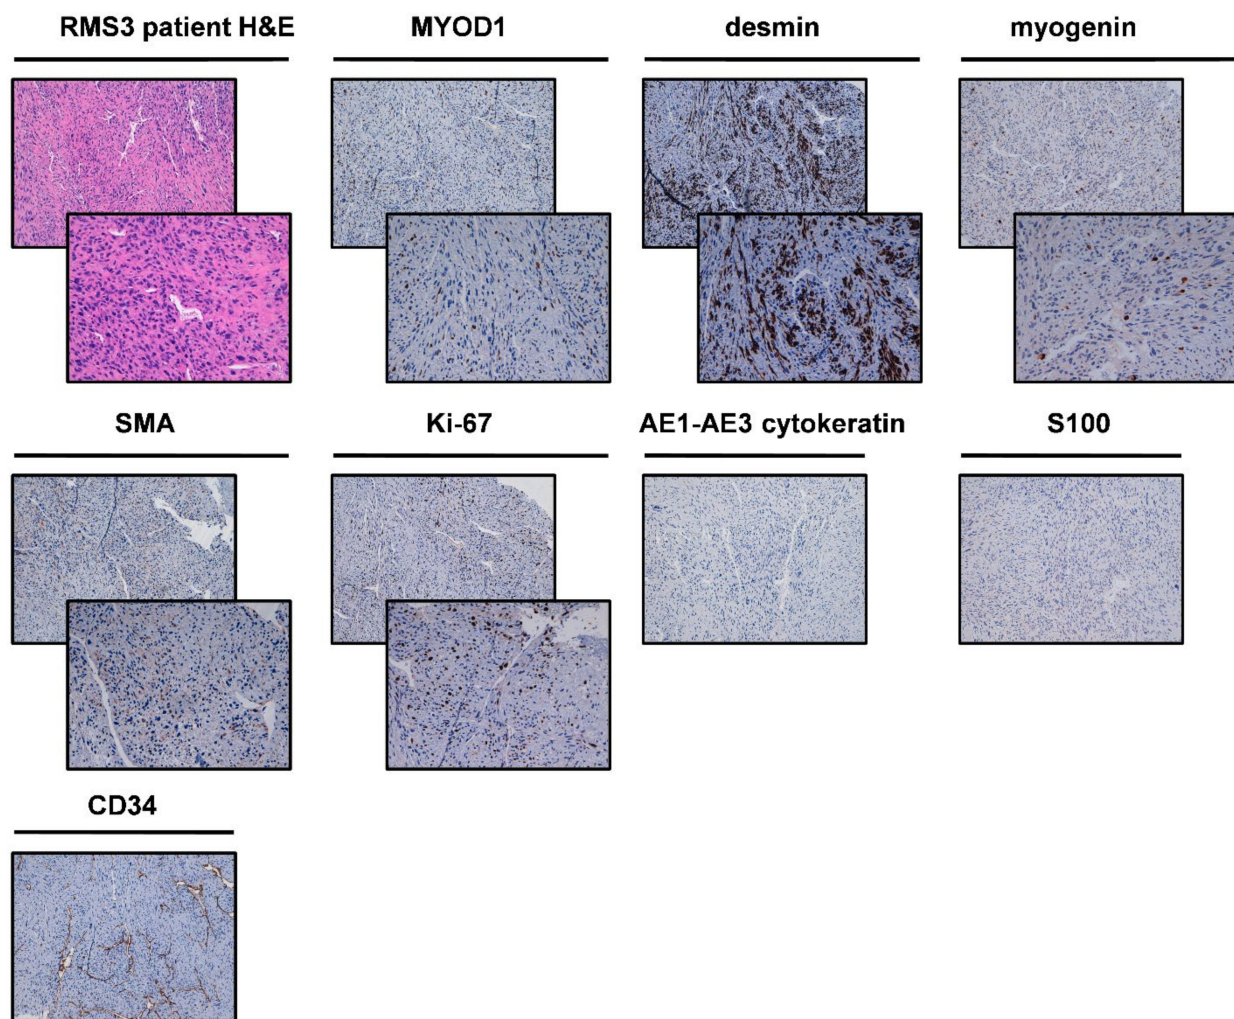 RMS3 patient H&E
MYOD1
desmin
myogenin
SMA
Ki-67
AE1-AE3 cytokeratin
S100
CD34